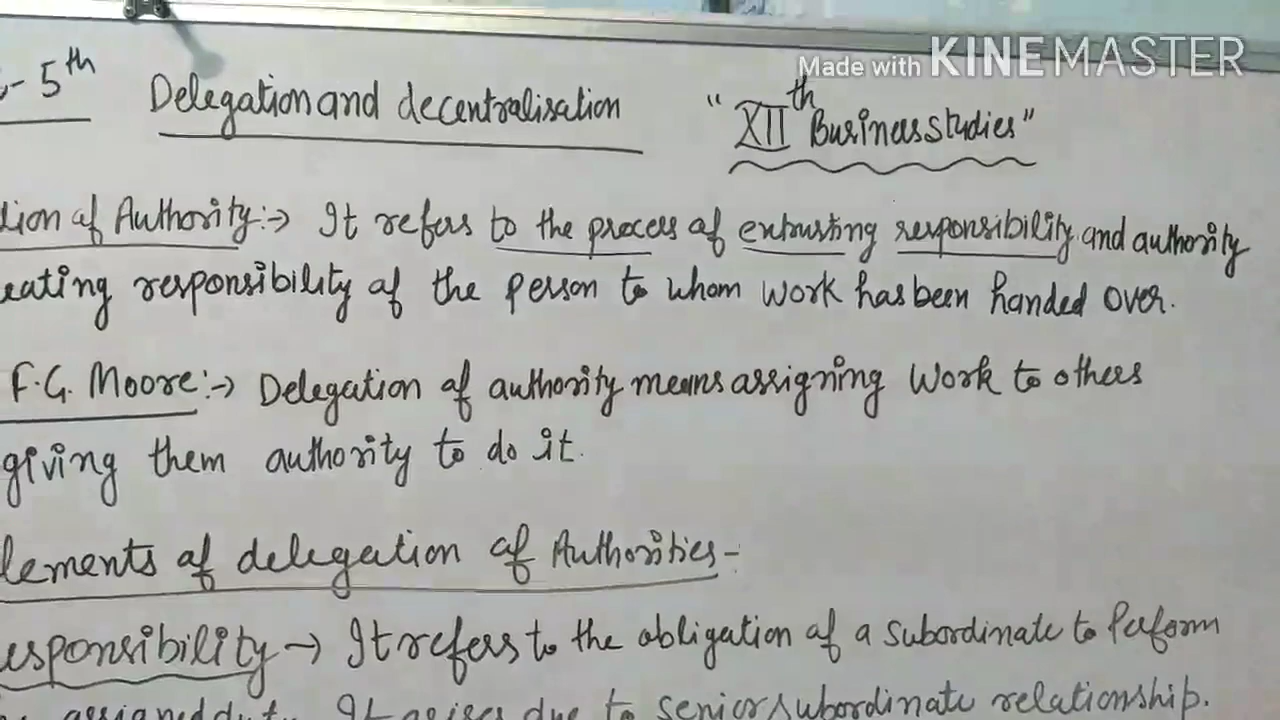 Made with KINEMASTER
- 5th Delegation and decentralisation "XIIth Business studies"
tion of Authority:→ It refers to the process of entrusting responsibility and authority
eating responsibility of the person to whom work has been handed over.
F.G. Moore:→ Delegation of authority means assigning work to others
giving them authority to do it.
lements of delegation of Authorities-
esponsibility → It refers to the obligation of a subordinate to Perform
assigned duty. It arises due to senior subordinate relationship.